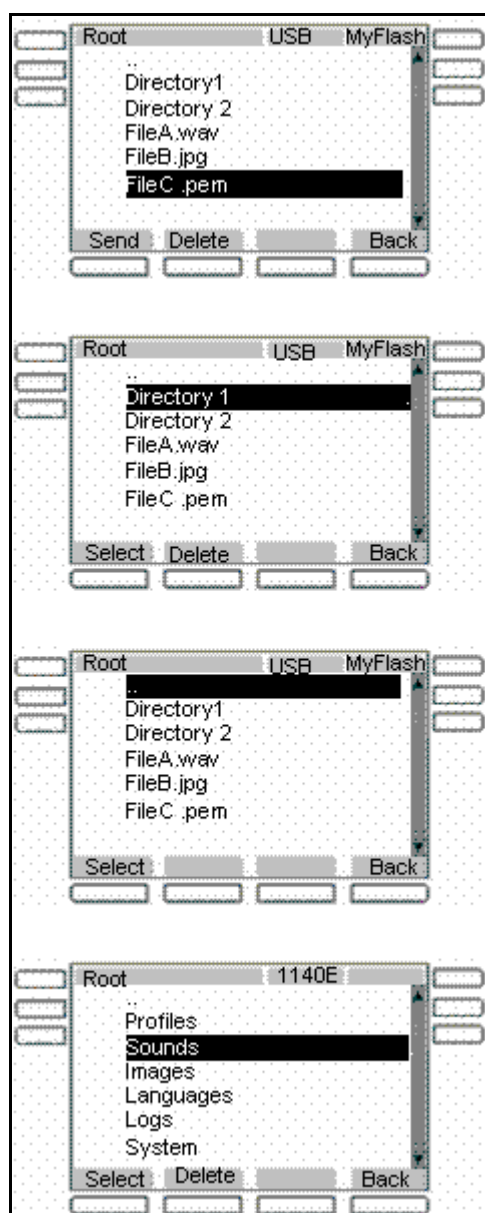 Root USB MyFlash
..
Directory1
Directory 2
FileA.wav
FileB.jpg
FileC .pem
Send Delete Back
Root USB MyFlash
..
Directory 1
Directory 2
FileA.wav
FileB.jpg
FileC .pem
Select Delete Back
Root USB MyFlash
..
Directory1
Directory 2
FileA.wav
FileB.jpg
FileC .pem
Select Back
Root 1140E
..
Profiles
Sounds
Images
Languages
Logs
System
Select Delete Back